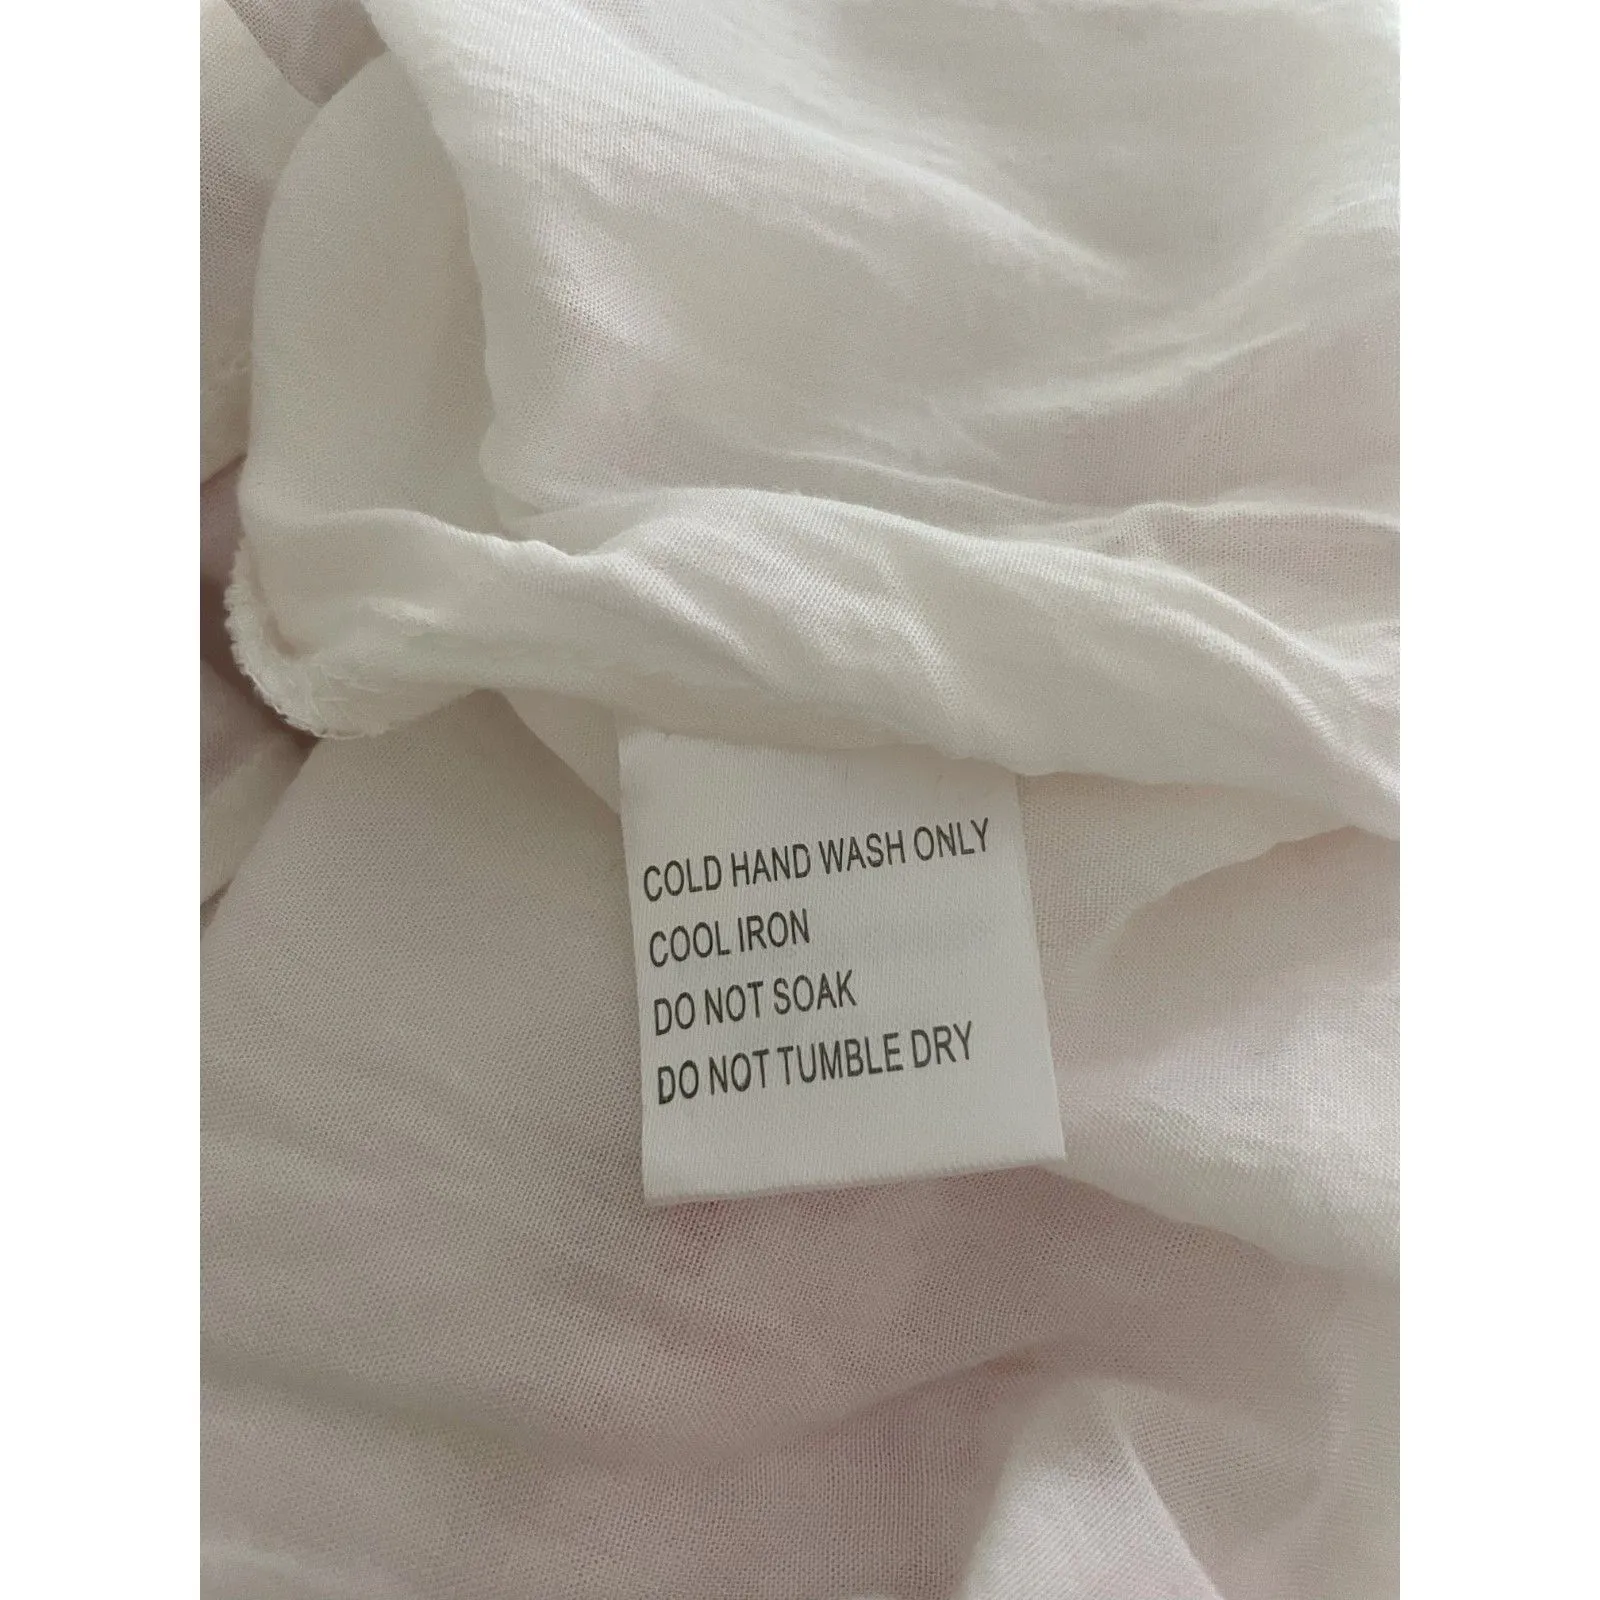 COLD HAND WASH ONLY
COOL IRON
DO NOT SOAK
DO NOT TUMBLE DRY